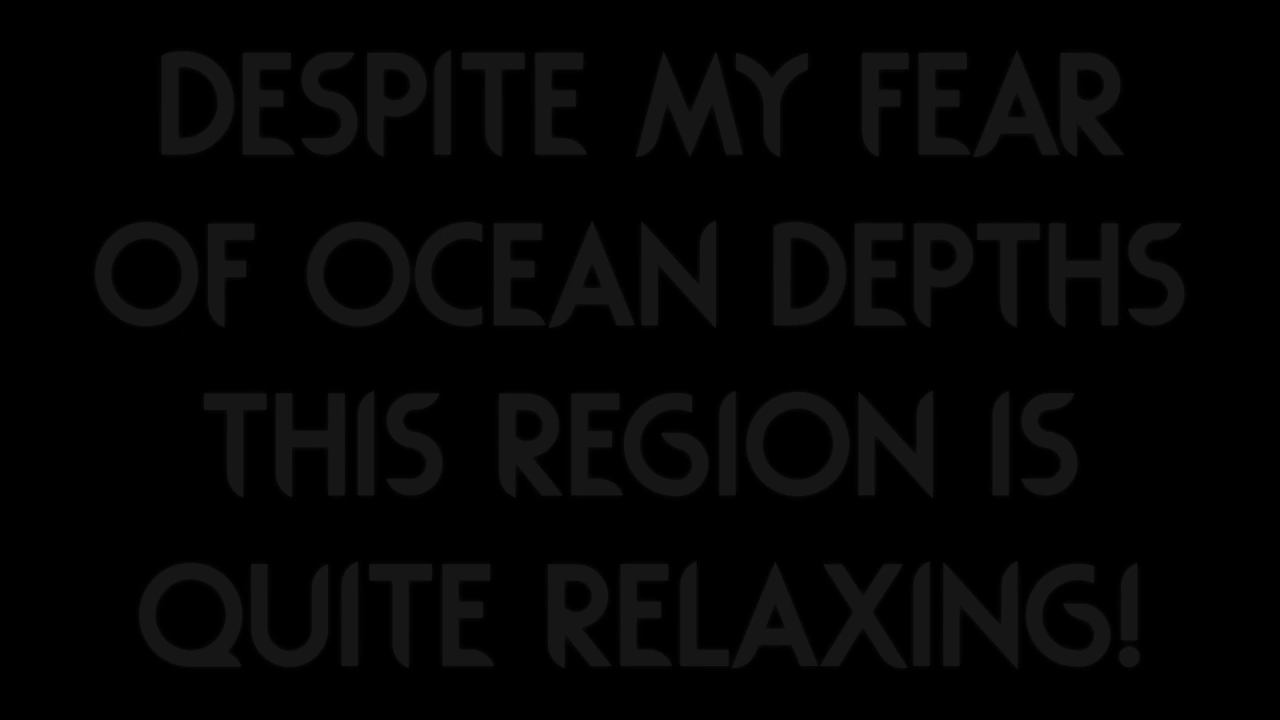 DESPITE MY FEAR
OF OCEAN DEPTHS
THIS REGION IS
QUITE RELAXING!